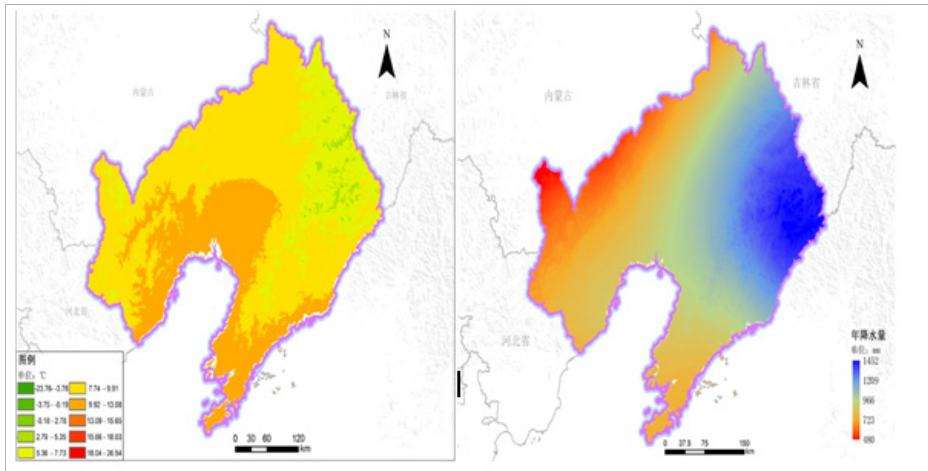 N
内蒙古
吉林省
河北省
图例
单位：℃
-23.76 - -3.76
-3.75 - -0.19
-0.18 - 2.78
2.79 - 5.35
5.36 - 7.73
7.74 - 9.91
9.92 - 13.08
13.09 - 15.65
15.66 - 18.03
18.04 - 26.54
0 30 60 120
km
N
内蒙古
吉林省
河北省
年降水量
单位：mm
1452
1209
966
723
480
0 37.5 75 150
km